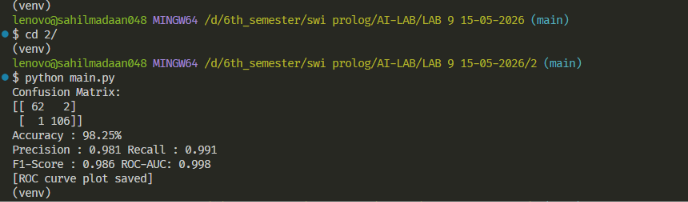 (venv)
lenovo@sahilmadaan048 MINGW64 /d/6th_semester/swi prolog/AI-LAB/LAB 9 15-05-2026 (main)
$ cd 2/
(venv)
lenovo@sahilmadaan048 MINGW64 /d/6th_semester/swi prolog/AI-LAB/LAB 9 15-05-2026/2 (main)
$ python main.py
Confusion Matrix:
[[ 62   2]
 [  1 106]]
Accuracy : 98.25%
Precision : 0.981 Recall : 0.991
F1-Score : 0.986 ROC-AUC: 0.998
[ROC curve plot saved]
(venv)